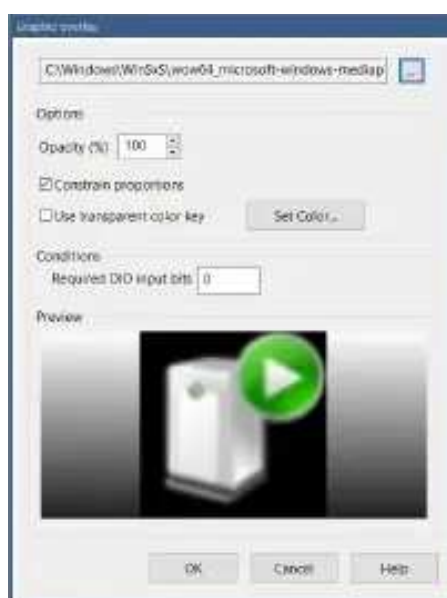 Graphic overlay
C:\Windows\WinSxS\wow64_microsoft-windows-mediap
...
Options
Opacity (%) 100
Constrain proportions
Use transparent color key Set Color...
Conditions
Required DIO input bits 0
Preview
OK Cancel Help